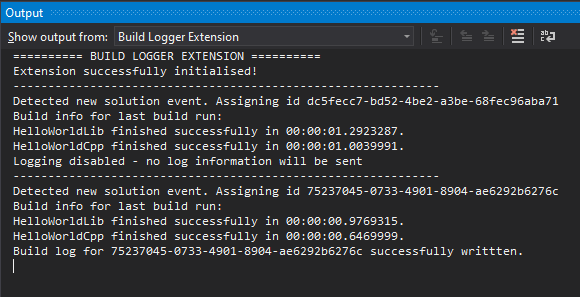 Output
Show output from: Build Logger Extension
========== BUILD LOGGER EXTENSION ==========
Extension successfully initialised!
-----------------------------------------------------------------
Detected new solution event. Assigning id dc5fecc7-bd52-4be2-a3be-68fec96aba71
Build info for last build run:
HelloWorldLib finished successfully in 00:00:01.2923287.
HelloWorldCpp finished successfully in 00:00:01.0039991.
Logging disabled - no log information will be sent
-----------------------------------------------------------------
Detected new solution event. Assigning id 75237045-0733-4901-8904-ae6292b6276c
Build info for last build run:
HelloWorldLib finished successfully in 00:00:00.9769315.
HelloWorldCpp finished successfully in 00:00:00.6469999.
Build log for 75237045-0733-4901-8904-ae6292b6276c successfully writtten.